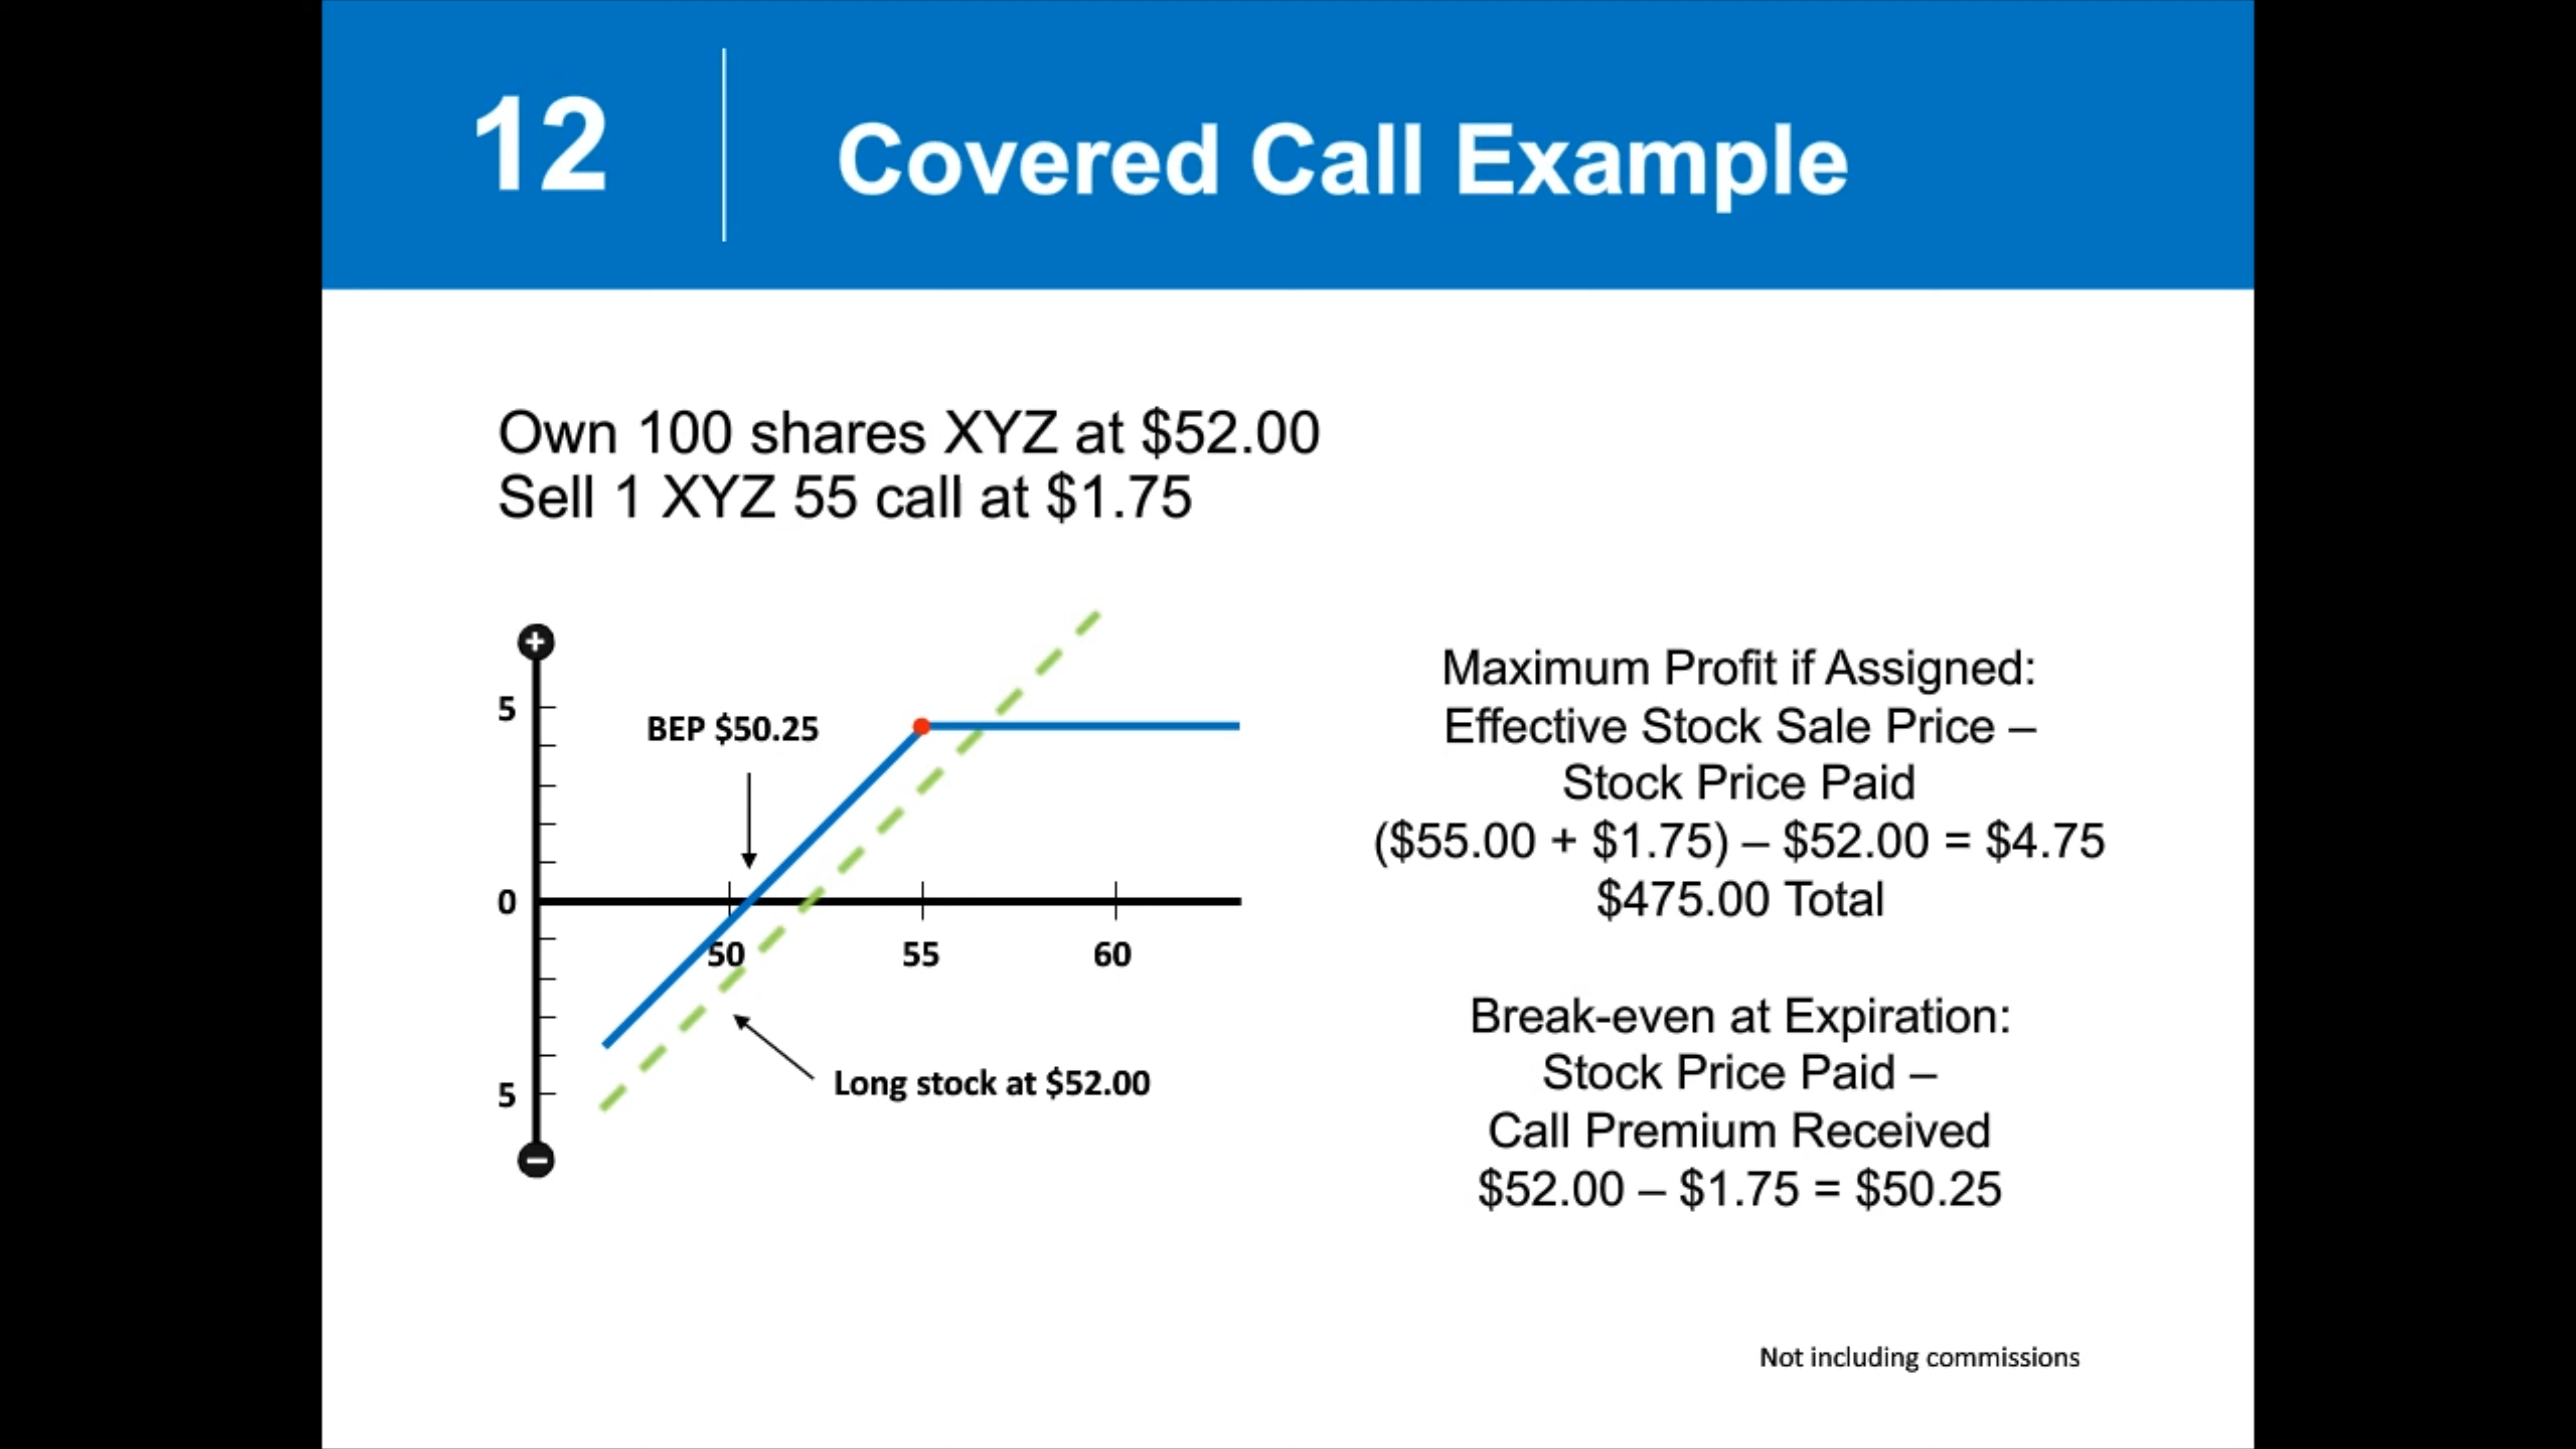 12
Covered Call Example
Own 100 shares XYZ at $52.00
Sell 1 XYZ 55 call at $1.75
+
5
BEP $50.25
0
50
55
60
5
Long stock at $52.00
−
Maximum Profit if Assigned:
Effective Stock Sale Price –
Stock Price Paid
($55.00 + $1.75) – $52.00 = $4.75
$475.00 Total
Break-even at Expiration:
Stock Price Paid –
Call Premium Received
$52.00 – $1.75 = $50.25
Not including commissions